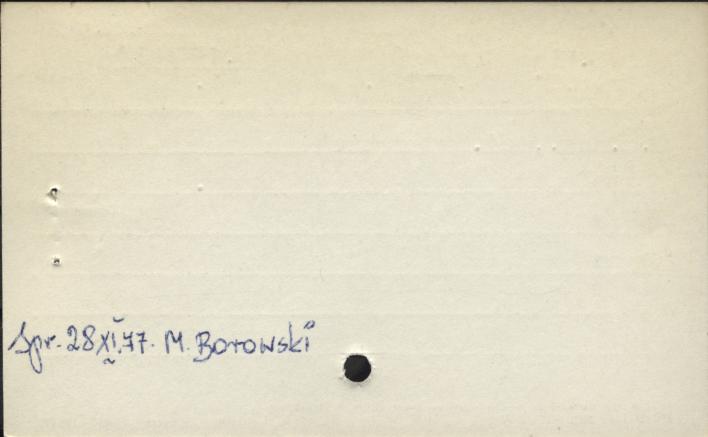 Spr. 28 XI.77. M. Borowski